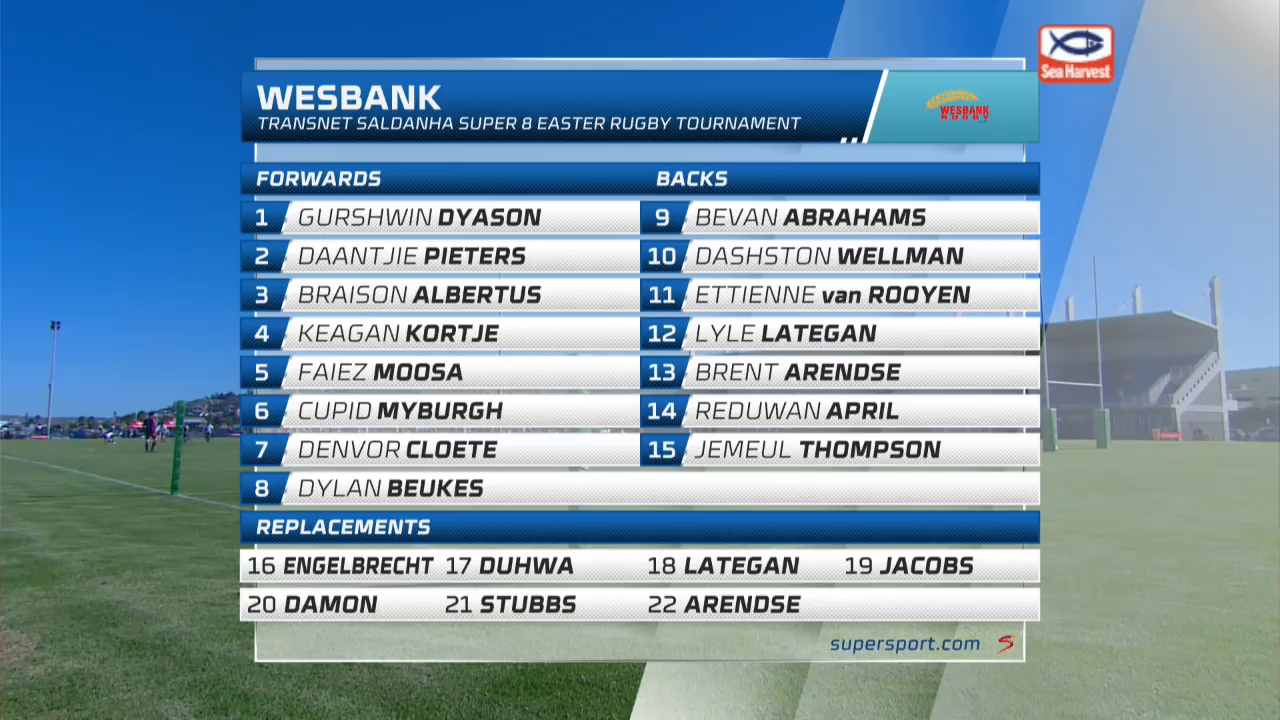 Sea Harvest
WESBANK
TRANSNET SALDANHA SUPER 8 EASTER RUGBY TOURNAMENT
WESBANK
RUGBY
FORWARDS
1 GURSHWIN DYASON
2 DAANTJIE PIETERS
3 BRAISON ALBERTUS
4 KEAGAN KORTJE
5 FAIEZ MOOSA
6 CUPID MYBURGH
7 DENVOR CLOETE
8 DYLAN BEUKES
BACKS
9 BEVAN ABRAHAMS
10 DASHSTON WELLMAN
11 ETTIENNE van ROOYEN
12 LYLE LATEGAN
13 BRENT ARENDSE
14 REDUWAN APRIL
15 JEMEUL THOMPSON
REPLACEMENTS
16 ENGELBRECHT 17 DUHWA 18 LATEGAN 19 JACOBS
20 DAMON 21 STUBBS 22 ARENDSE
supersport.com S